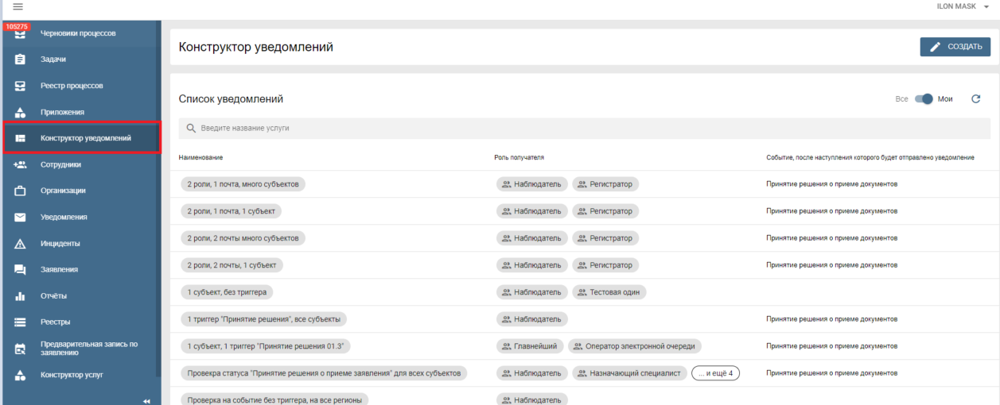 ILON MASK
105275
Черновики процессов
Задачи
Реестр процессов
Приложения
Конструктор уведомлений
Сотрудники
Организации
Уведомления
Инциденты
Заявления
Отчёты
Реестры
Предварительная запись по
заявлению
Конструктор услуг
Конструктор уведомлений
СОЗДАТЬ
Список уведомлений
Все Мои
Введите название услуги
Наименование Роль получателя Событие, после наступления которого будет отправлено уведомление
2 роли, 1 почта, много субъектов Наблюдатель Регистратор Принятие решения о приеме документов
2 роли, 1 почта, 1 субъект Наблюдатель Регистратор Принятие решения о приеме документов
2 роли, 2 почты много субъектов Наблюдатель Регистратор Принятие решения о приеме документов
2 роли, 2 почты, 1 субъект Наблюдатель Регистратор Принятие решения о приеме документов
1 субъект, без триггера Наблюдатель Тестовая один Принятие решения о приеме документов
1 триггер "Принятие решения", все субъекты Наблюдатель Принятие решения о приеме документов
1 субъект, 1 триггер "Принятие решения 01.3" Главнейший Оператор электронной очереди Принятие решения о приеме документов
Провекра статуса "Принятие решения о приеме заявления" для всех субъектов Наблюдатель Назначающий специалист ... и ещё 4 Принятие решения о приеме документов
Проверка на событие без триггера, на все регионы Наблюдатель